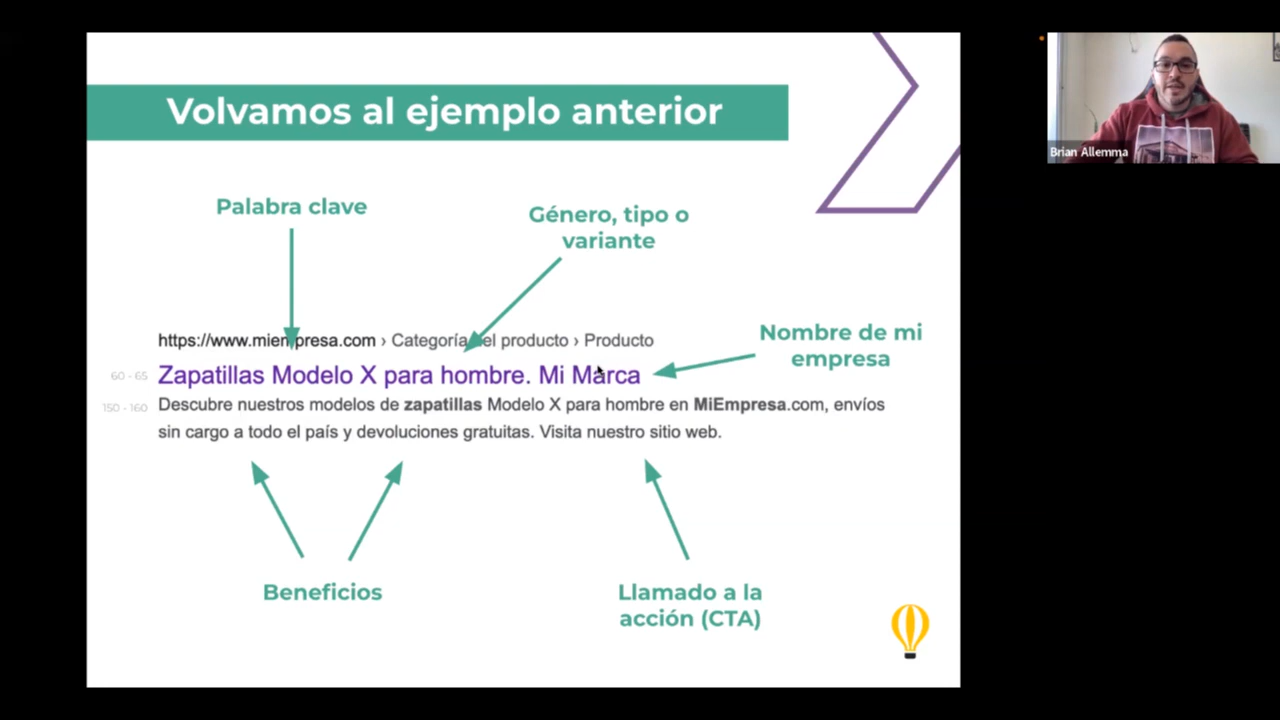 Volvamos al ejemplo anterior
Brian Allemma
Palabra clave
Género, tipo o
variante
https://www.miempresa.com › Categoría del producto › Producto
Nombre de mi
empresa
60 - 65
Zapatillas Modelo X para hombre. Mi Marca
150 - 160
Descubre nuestros modelos de zapatillas Modelo X para hombre en MiEmpresa.com, envíos
sin cargo a todo el país y devoluciones gratuitas. Visita nuestro sitio web.
Beneficios
Llamado a la
acción (CTA)